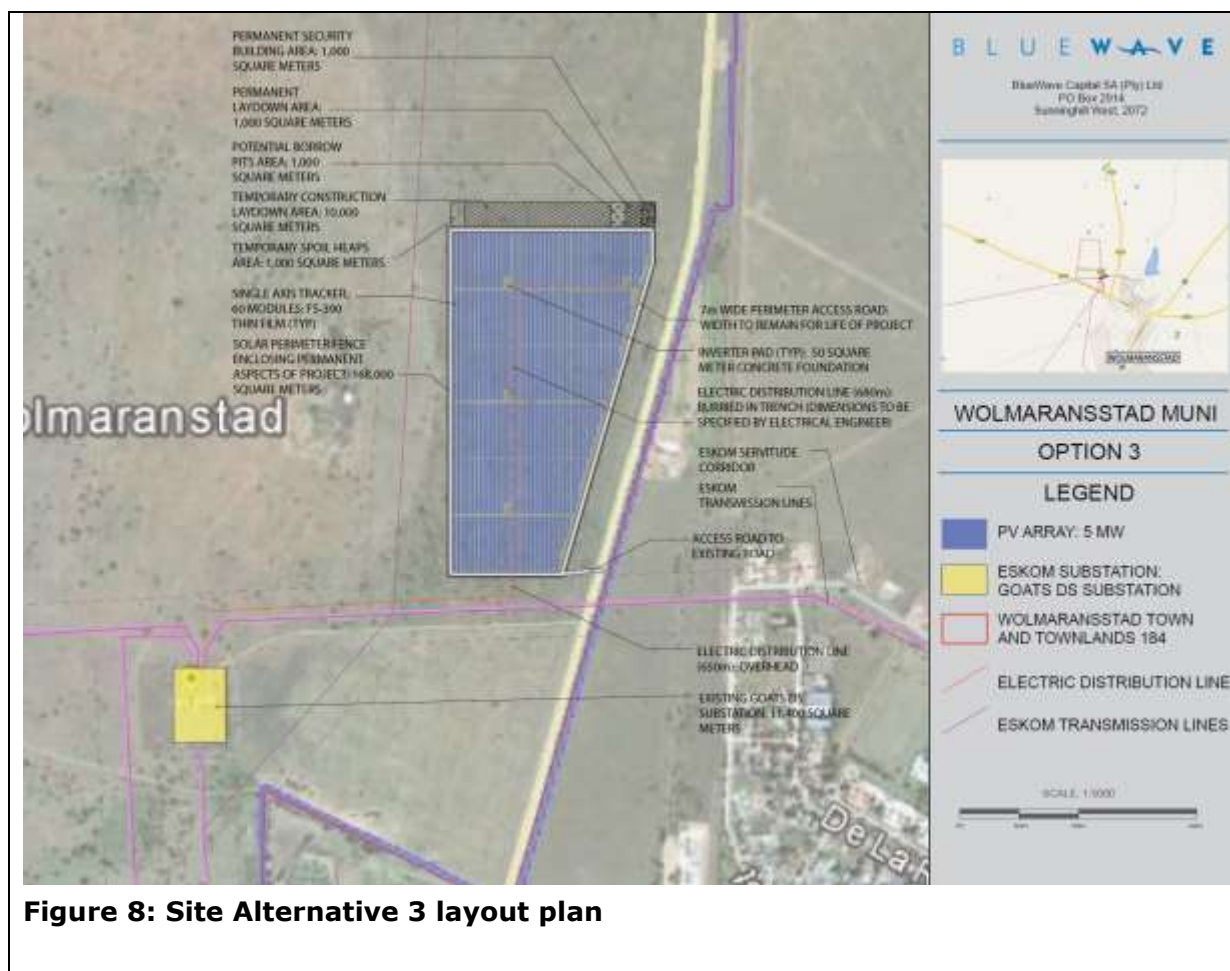 PERMANENT SECURITY
BUILDING AREA: 1,000
SQUARE METERS
PERMANENT
LAYDOWN AREA:
1,000 SQUARE METERS
POTENTIAL BORROW
PITS AREA: 1,000
SQUARE METERS
TEMPORARY CONSTRUCTION
LAYDOWN AREA: 10,000
SQUARE METERS
TEMPORARY SPOIL HEAPS
AREA: 1,000 SQUARE METERS
SINGLE AXIS TRACKER,
60 MODULES: FS-390
THIN FILM (TYP)
SOLAR PERIMETER FENCE
ENCLOSING PERMANENT
ASPECTS OF PROJECT: 168,000
SQUARE METERS
olmaranstad
7m WIDE PERIMETER ACCESS ROAD:
WIDTH TO REMAIN FOR LIFE OF PROJECT
INVERTER PAD (TYP): 50 SQUARE
METER CONCRETE FOUNDATION
ELECTRIC DISTRIBUTION LINE (680m):
BURRIED IN TRENCH (DIMENSIONS TO BE
SPECIFIED BY ELECTRICAL ENGINEER)
ESKOM SERVITUDE
CORRIDOR
ESKOM
TRANSMISSION LINES
ACCESS ROAD TO
EXISTING ROAD
ELECTRIC DISTRIBUTION LINE
(650m): OVERHEAD
EXISTING GOATS DS
SUBSTATION: 11,400 SQUARE
METERS
De La R
BLUEWAVE
BlueWave Capital SA (Pty) Ltd
PO Box 2914
Sunninghill West, 2072
WOLMARANSSTAD
WOLMARANSSTAD MUNI
OPTION 3
LEGEND
PV ARRAY: 5 MW
ESKOM SUBSTATION:
GOATS DS SUBSTATION
WOLMARANSSTAD TOWN
AND TOWNLANDS 184
ELECTRIC DISTRIBUTION LINE
ESKOM TRANSMISSION LINES
SCALE: 1:5000
Figure 8: Site Alternative 3 layout plan